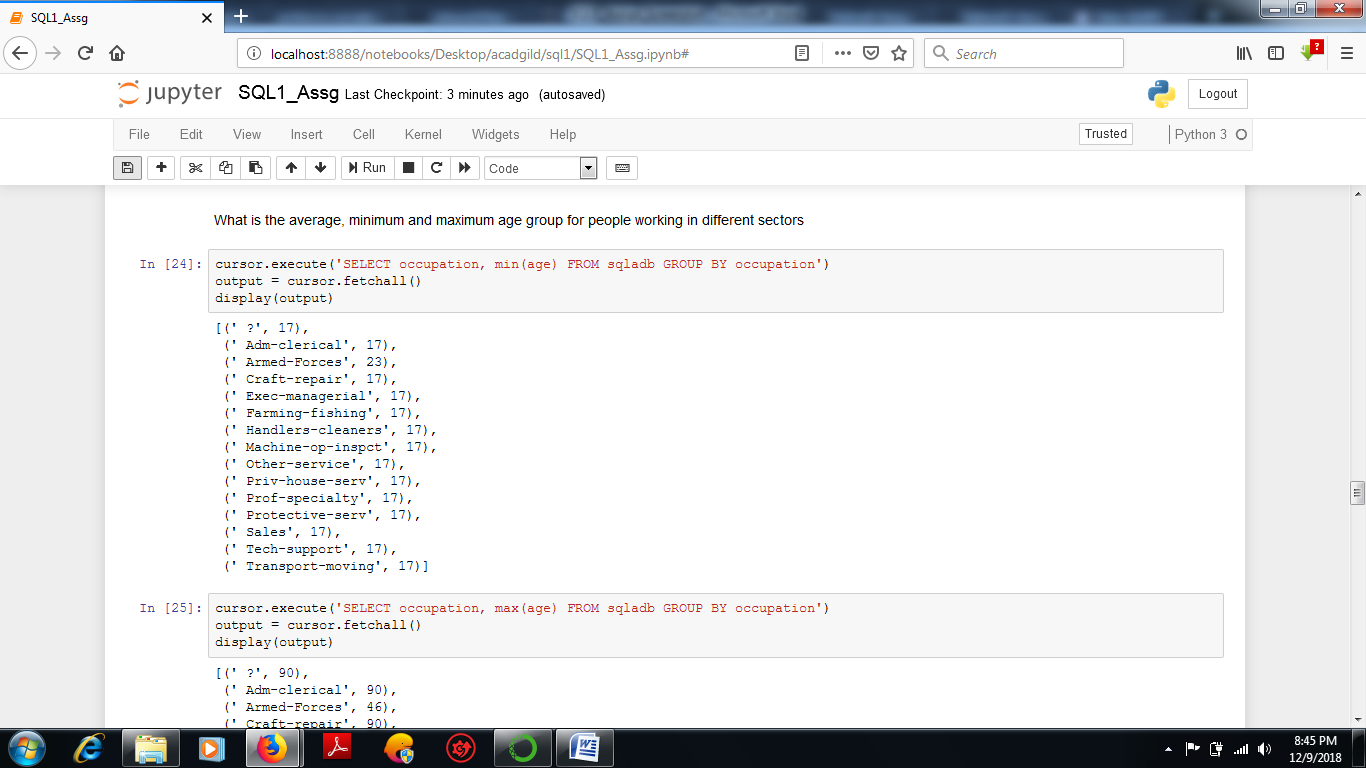 SQL1_Assg
localhost:8888/notebooks/Desktop/acadgild/sql1/SQL1_Assg.ipynb#
Search
jupyter SQL1_Assg Last Checkpoint: 3 minutes ago (autosaved)
Logout
File Edit View Insert Cell Kernel Widgets Help
Trusted
Python 3
Run
Code
What is the average, minimum and maximum age group for people working in different sectors
In [24]: cursor.execute('SELECT occupation, min(age) FROM sqladb GROUP BY occupation')
output = cursor.fetchall()
display(output)
[(' ?', 17),
(' Adm-clerical', 17),
(' Armed-Forces', 23),
(' Craft-repair', 17),
(' Exec-managerial', 17),
(' Farming-fishing', 17),
(' Handlers-cleaners', 17),
(' Machine-op-inspct', 17),
(' Other-service', 17),
(' Priv-house-serv', 17),
(' Prof-specialty', 17),
(' Protective-serv', 17),
(' Sales', 17),
(' Tech-support', 17),
(' Transport-moving', 17)]
In [25]: cursor.execute('SELECT occupation, max(age) FROM sqladb GROUP BY occupation')
output = cursor.fetchall()
display(output)
[(' ?', 90),
(' Adm-clerical', 90),
(' Armed-Forces', 46),
(' Craft-repair', 90),
8:45 PM
12/9/2018